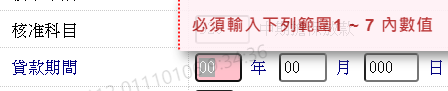 必須輸入下列範圍1 ~ 7 內數值
核准科目
貸款期間 00 年 00 月 000 日